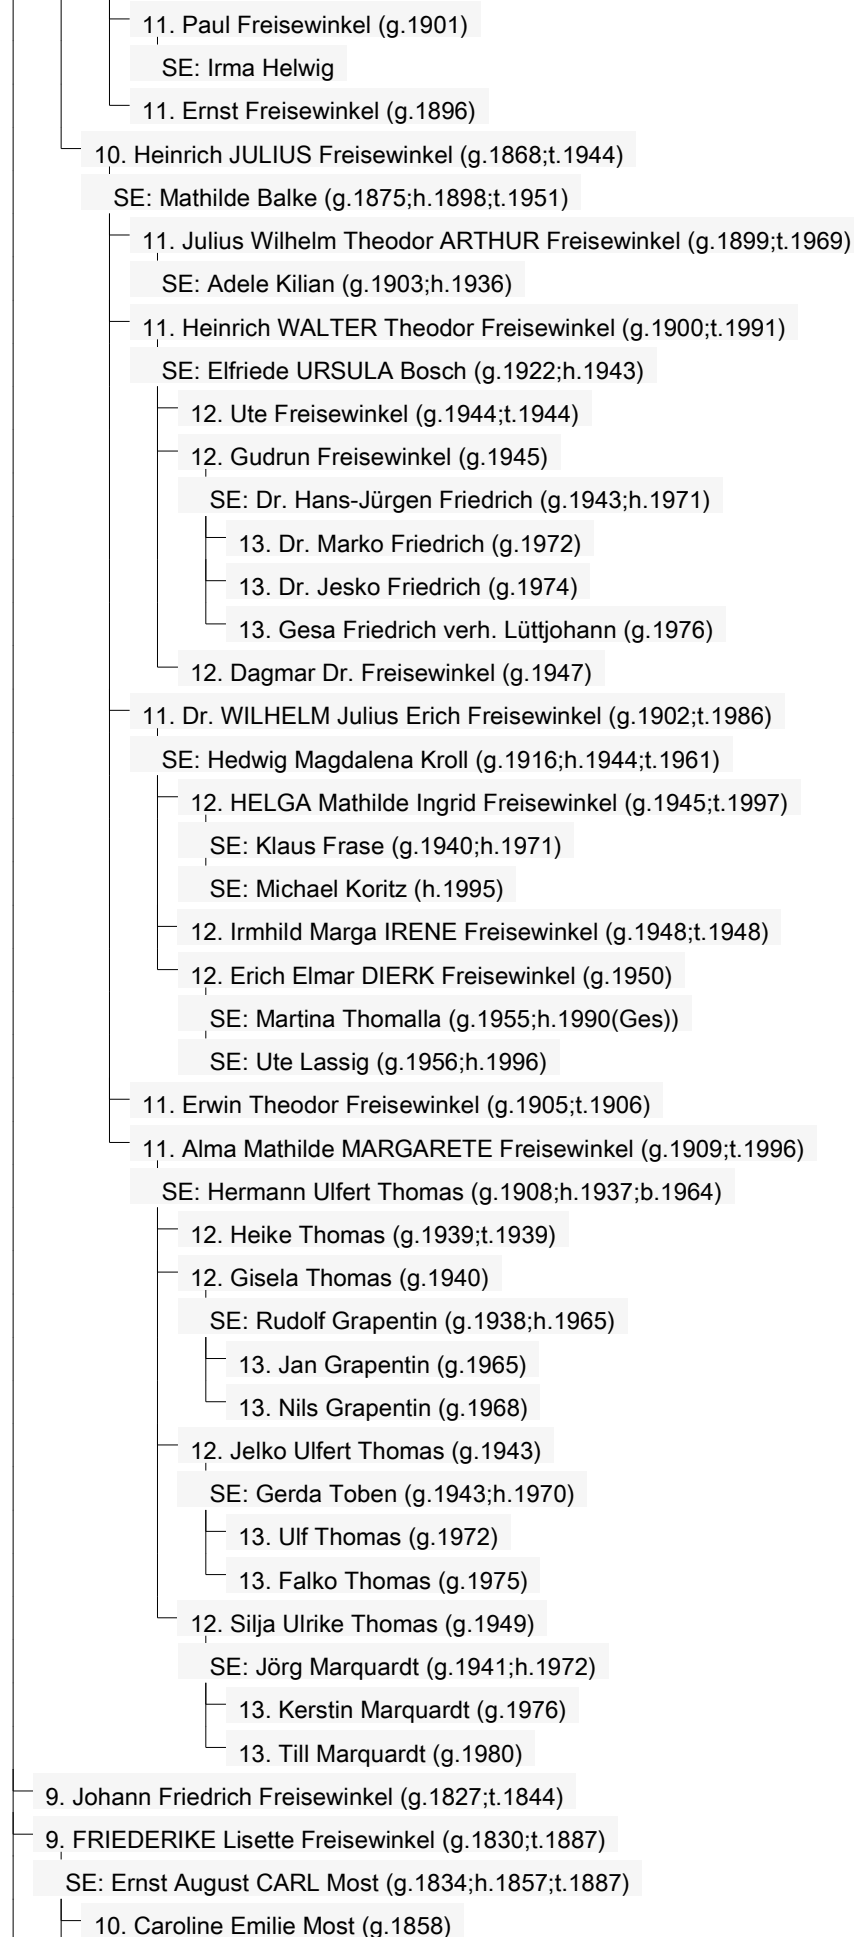 11. Paul Freisewinkel (g.1901)
SE: Irma Helwig
11. Ernst Freisewinkel (g.1896)
10. Heinrich JULIUS Freisewinkel (g.1868;t.1944)
SE: Mathilde Balke (g.1875;h.1898;t.1951)
11. Julius Wilhelm Theodor ARTHUR Freisewinkel (g.1899;t.1969)
SE: Adele Kilian (g.1903;h.1936)
11. Heinrich WALTER Theodor Freisewinkel (g.1900;t.1991)
SE: Elfriede URSULA Bosch (g.1922;h.1943)
12. Ute Freisewinkel (g.1944;t.1944)
12. Gudrun Freisewinkel (g.1945)
SE: Dr. Hans-Jürgen Friedrich (g.1943;h.1971)
13. Dr. Marko Friedrich (g.1972)
13. Dr. Jesko Friedrich (g.1974)
13. Gesa Friedrich verh. Lüttjohann (g.1976)
12. Dagmar Dr. Freisewinkel (g.1947)
11. Dr. WILHELM Julius Erich Freisewinkel (g.1902;t.1986)
SE: Hedwig Magdalena Kroll (g.1916;h.1944;t.1961)
12. HELGA Mathilde Ingrid Freisewinkel (g.1945;t.1997)
SE: Klaus Frase (g.1940;h.1971)
SE: Michael Koritz (h.1995)
12. Irmhild Marga IRENE Freisewinkel (g.1948;t.1948)
12. Erich Elmar DIERK Freisewinkel (g.1950)
SE: Martina Thomalla (g.1955;h.1990(Ges))
SE: Ute Lassig (g.1956;h.1996)
11. Erwin Theodor Freisewinkel (g.1905;t.1906)
11. Alma Mathilde MARGARETE Freisewinkel (g.1909;t.1996)
SE: Hermann Ulfert Thomas (g.1908;h.1937;b.1964)
12. Heike Thomas (g.1939;t.1939)
12. Gisela Thomas (g.1940)
SE: Rudolf Grapentin (g.1938;h.1965)
13. Jan Grapentin (g.1965)
13. Nils Grapentin (g.1968)
12. Jelko Ulfert Thomas (g.1943)
SE: Gerda Toben (g.1943;h.1970)
13. Ulf Thomas (g.1972)
13. Falko Thomas (g.1975)
12. Silja Ulrike Thomas (g.1949)
SE: Jörg Marquardt (g.1941;h.1972)
13. Kerstin Marquardt (g.1976)
13. Till Marquardt (g.1980)
9. Johann Friedrich Freisewinkel (g.1827;t.1844)
9. FRIEDERIKE Lisette Freisewinkel (g.1830;t.1887)
SE: Ernst August CARL Most (g.1834;h.1857;t.1887)
10. Caroline Emilie Most (g.1858)